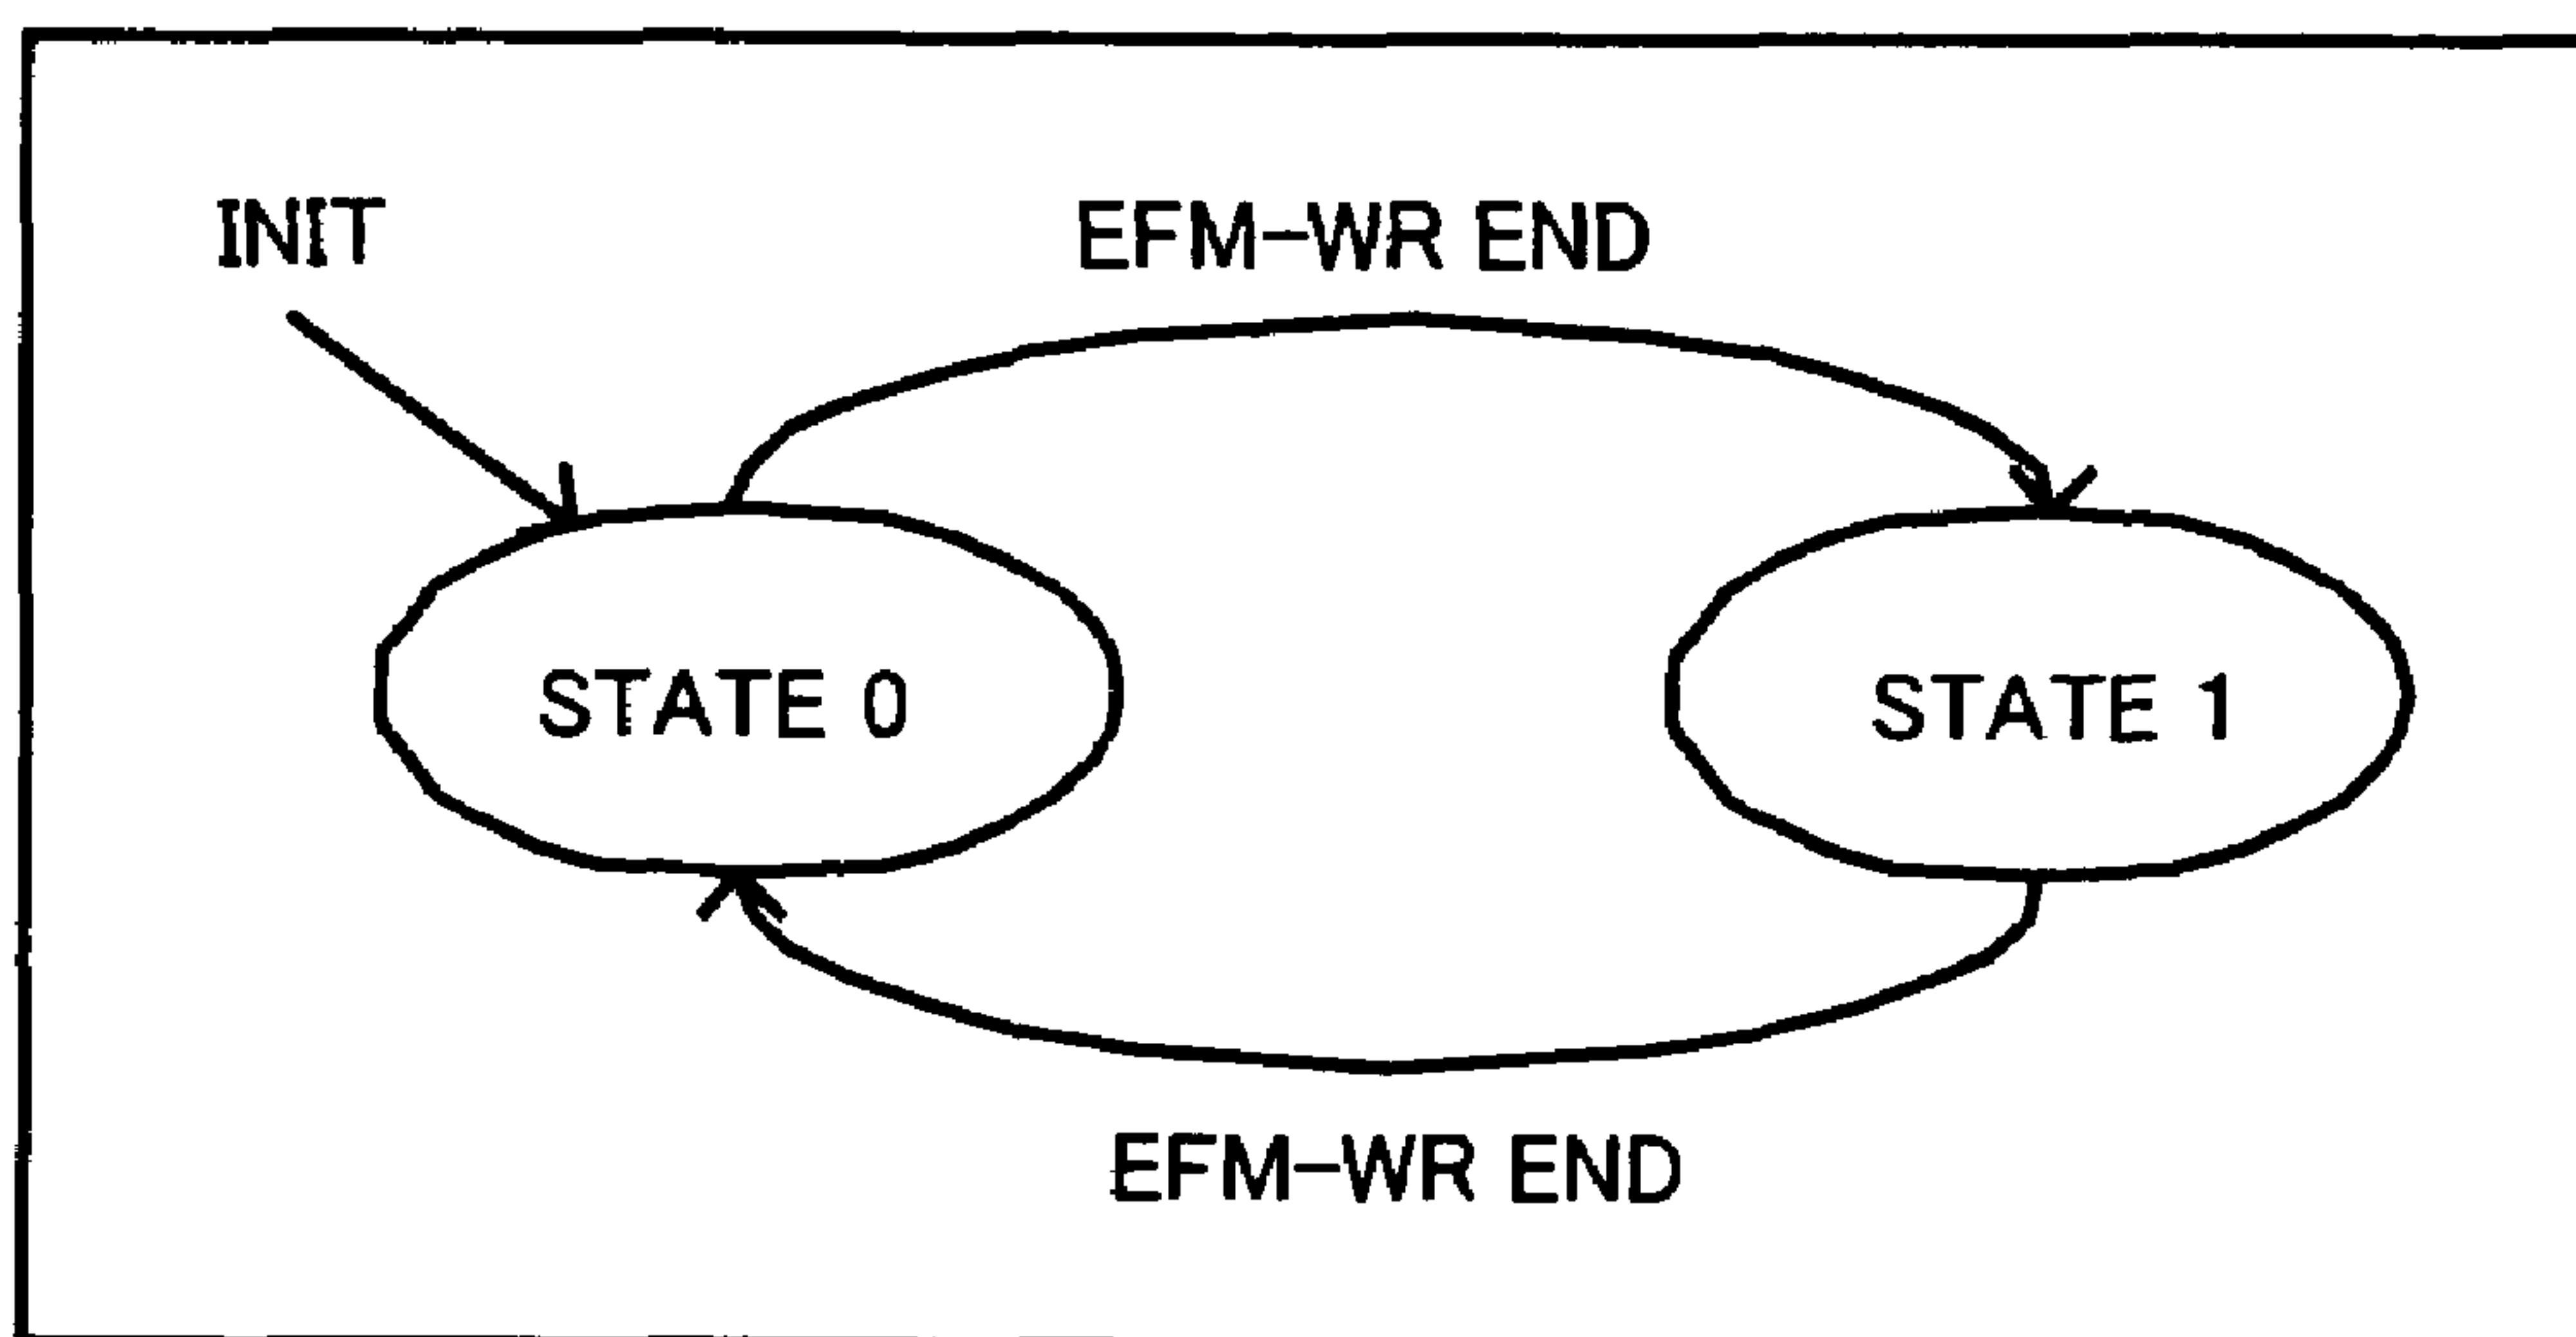 INIT
EFM-WR END
STATE 0
STATE 1
EFM-WR END